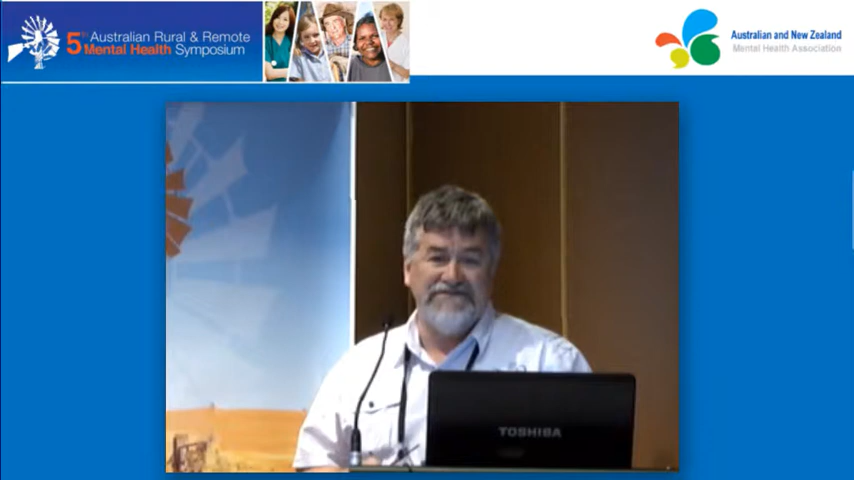 5TH Australian Rural & Remote
Mental Health Symposium
Australian and New Zealand
Mental Health Association
TOSHIBA